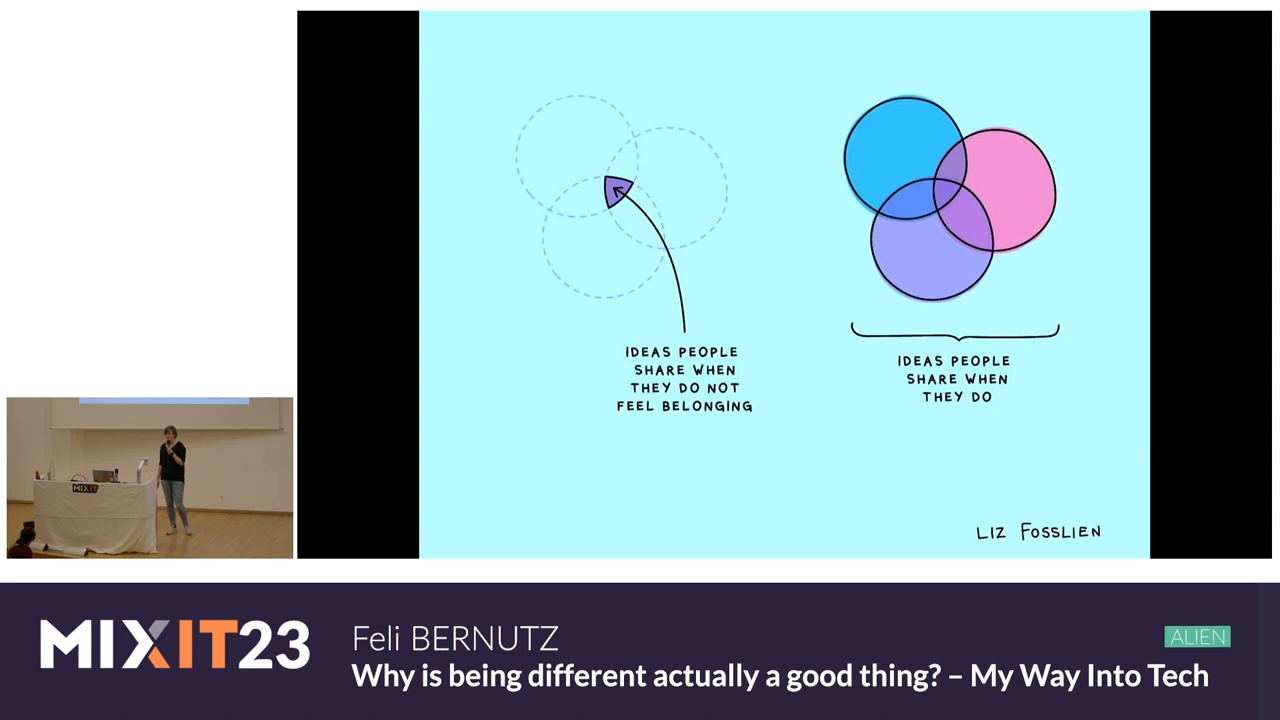 IDEAS PEOPLE
SHARE WHEN
THEY DO NOT
FEEL BELONGING
IDEAS PEOPLE
SHARE WHEN
THEY DO
LIZ FOSSLIEN
MIXIT
MIXIT23
Feli BERNUTZ
ALIEN
Why is being different actually a good thing? – My Way Into Tech